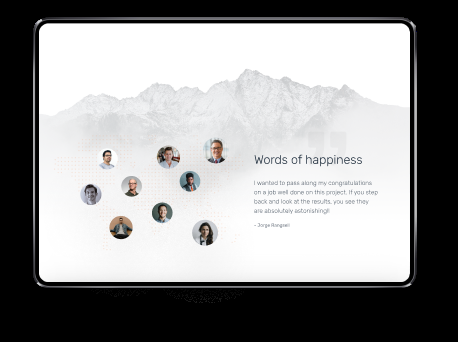 Words of happiness
I wanted to pass along my congratulations
on a job well done on this project. If you step
back and look at the results, you see they
are absolutely astonishing!!
- Jorge Rangseli